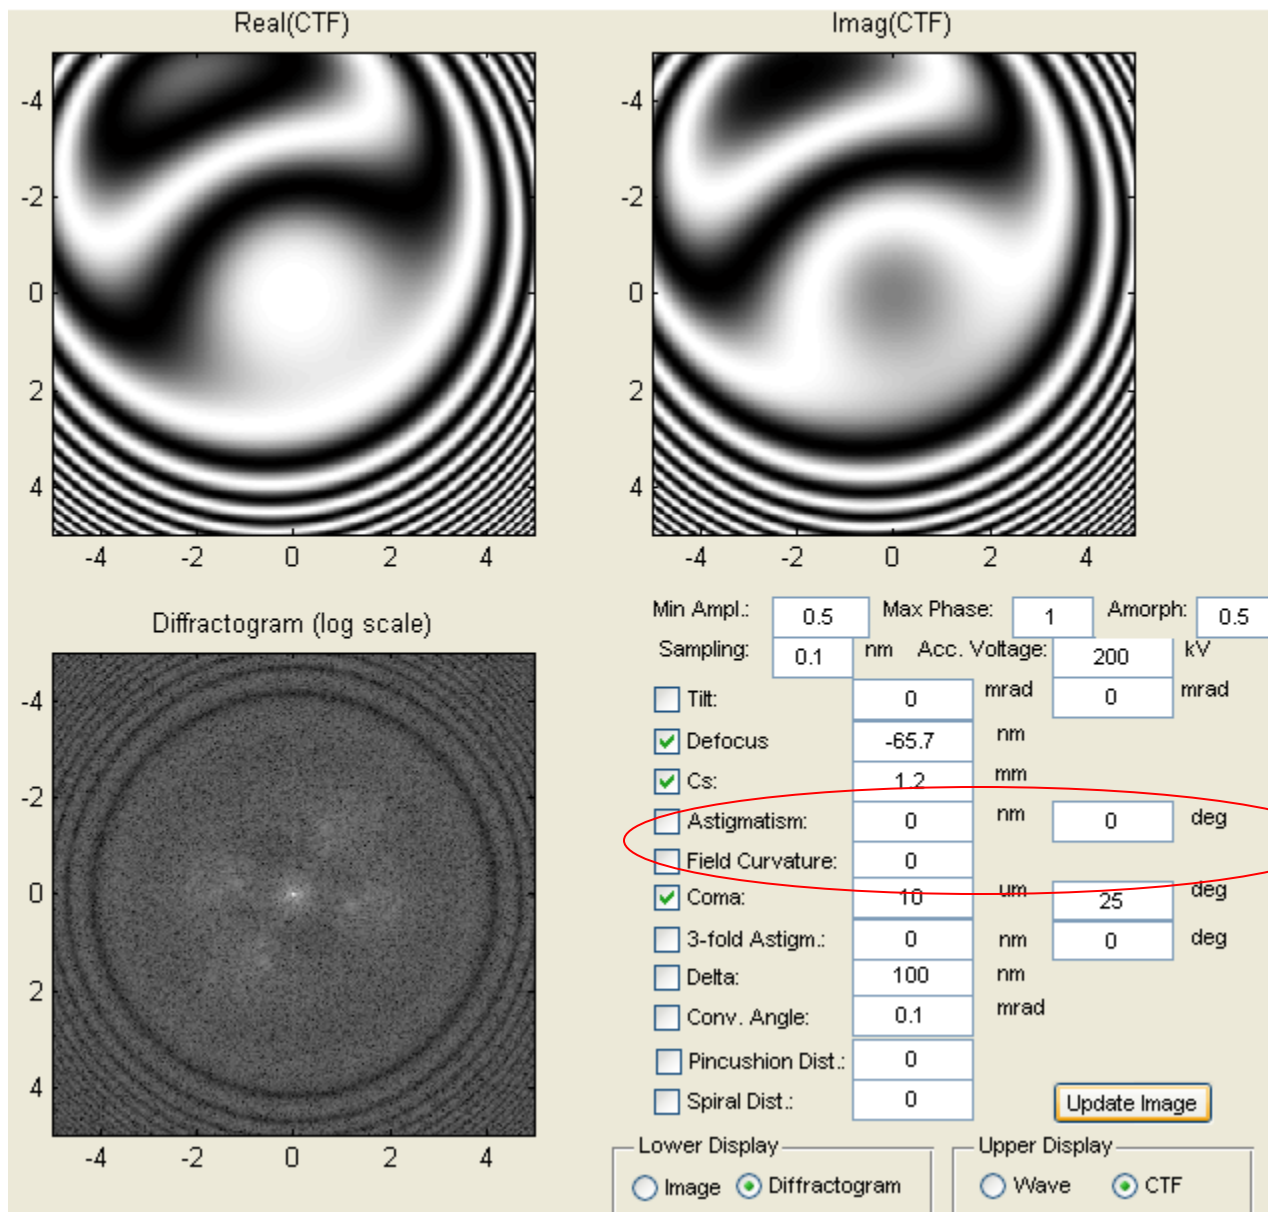 Real(CTF)
-4
-2
0
2
4
-4 -2 0 2 4
Imag(CTF)
-4
-2
0
2
4
-4 -2 0 2 4
Diffractogram (log scale)
-4
-2
0
2
4
-4 -2 0 2 4
Min Ampl.: 0.5 Max Phase: 1 Amorph: 0.5
Sampling: 0.1 nm Acc. Voltage: 200 kV
Tilt: 0 mrad 0 mrad
Defocus -65.7 nm
Cs: 1.2 mm
Astigmatism: 0 nm 0 deg
Field Curvature: 0
Coma: 10 um 25 deg
3-fold Astigm.: 0 nm 0 deg
Delta: 100 nm
Conv. Angle: 0.1 mrad
Pincushion Dist.: 0
Spiral Dist.: 0
Update Image
Lower Display
Image Diffractogram
Upper Display
Wave CTF